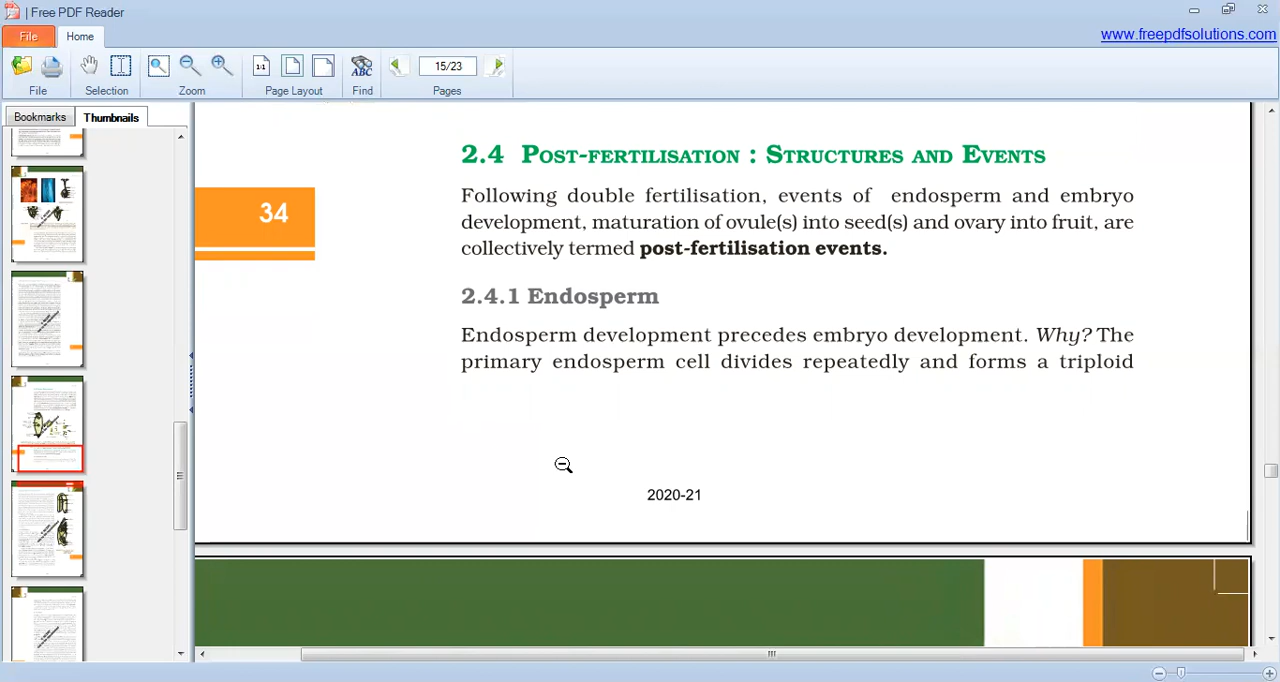 | Free PDF Reader
File
Home
www.freepdfsolutions.com
1:1
ABC
15/23
File
Selection
Zoom
Page Layout
Find
Pages
Bookmarks
Thumbnails
2.4 POST-FERTILISATION : STRUCTURES AND EVENTS
Following double fertilisation, events of endosperm and embryo
34
development, maturation of ovule(s) into seed(s) and ovary into fruit, are
collectively termed post-fertilisation events.
2.4.1 Endosperm
Endosperm development precedes embryo development. Why? The
primary endosperm cell divides repeatedly and forms a triploid
2020-21